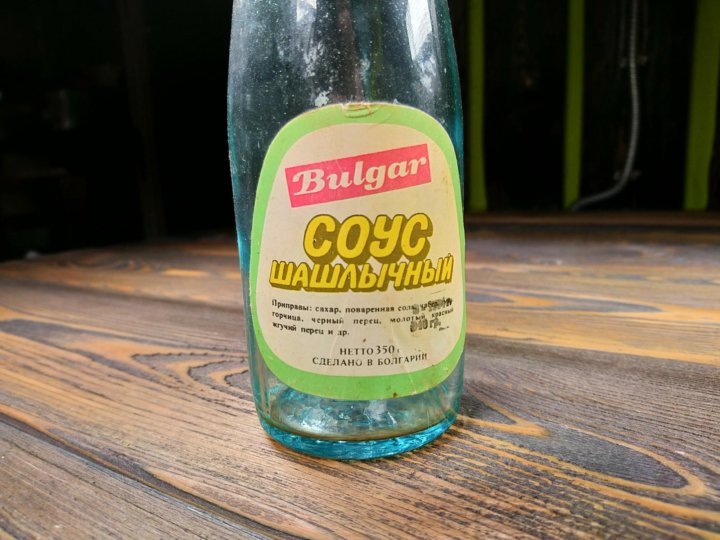 Bulgar
СОУС
ШАШЛЫЧНЫЙ
Приправы: сахар, поваренная соль,
горчица, черный перец, молотый красный
жгучий перец и др.
НЕТТО 350 г
СДЕЛАНО В БОЛГАРИИ